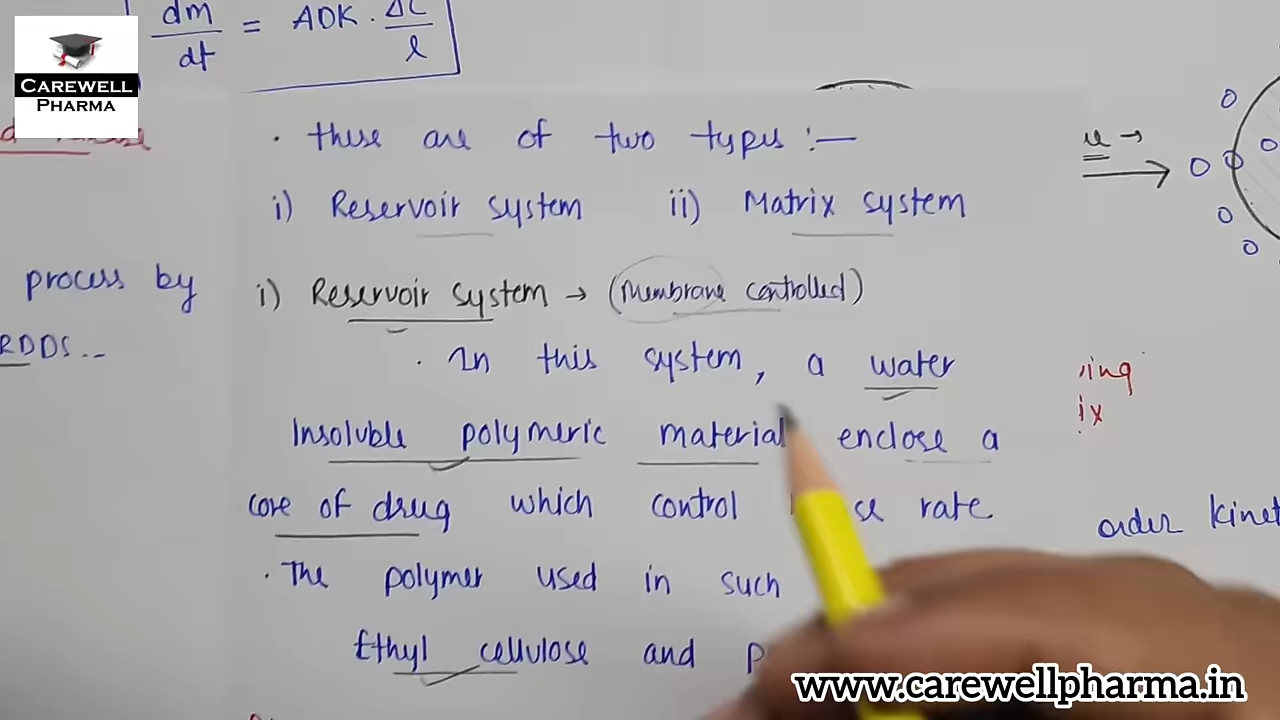 dm/dt = ADK . ΔC/l
CAREWELL
PHARMA
. These are of two types :—
i) Reservoir system ii) Matrix system
process by
i) Reservoir system → (Membrane controlled)
RDDS..
. In this system, a water
Insoluble polymeric material enclose a
core of drug which control rate
. The polymer used in such
Ethyl cellulose and
ing
ix
order kinet
www.carewellpharma.in